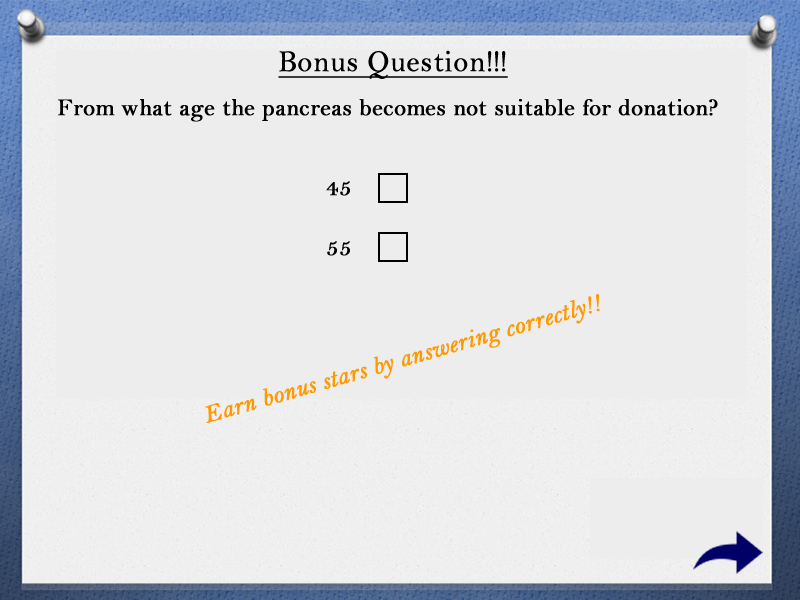 Bonus Question!!!
From what age the pancreas becomes not suitable for donation?
45
55
Earn bonus stars by answering correctly!!